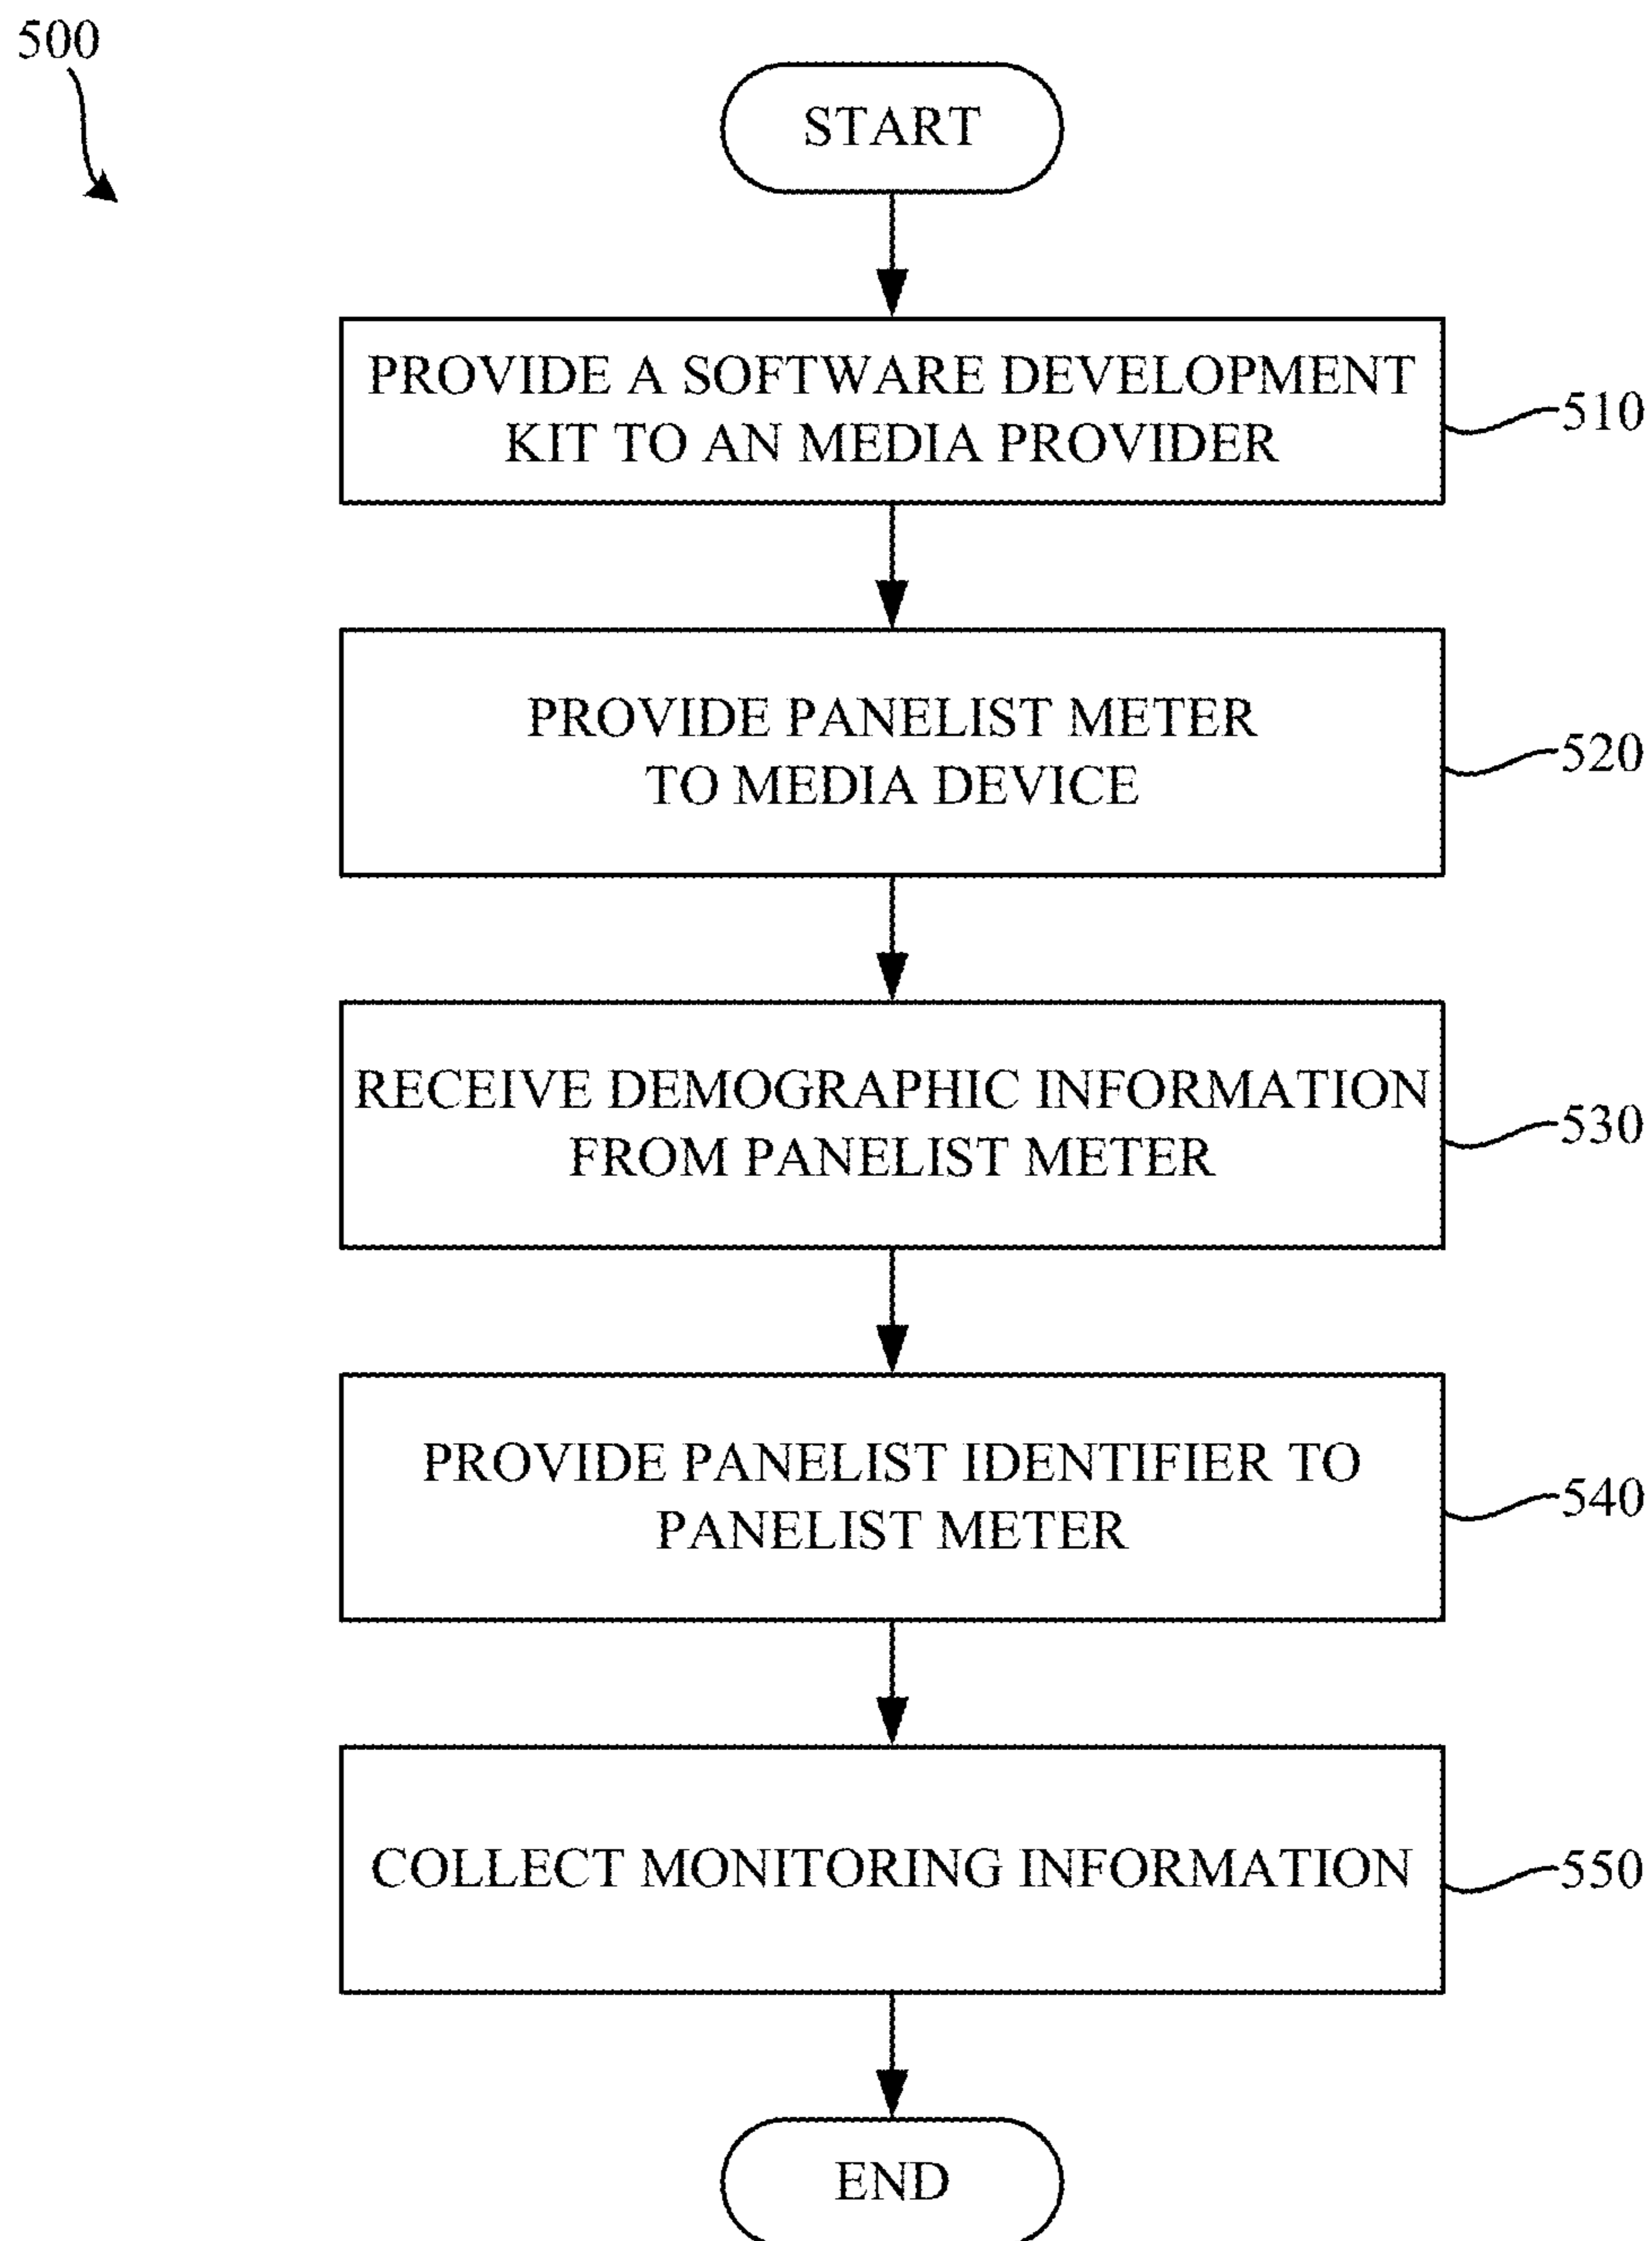 500
START
PROVIDE A SOFTWARE DEVELOPMENT
KIT TO AN MEDIA PROVIDER
510
PROVIDE PANELIST METER
TO MEDIA DEVICE
520
RECEIVE DEMOGRAPHIC INFORMATION
FROM PANELIST METER
530
PROVIDE PANELIST IDENTIFIER TO
PANELIST METER
540
COLLECT MONITORING INFORMATION
550
END